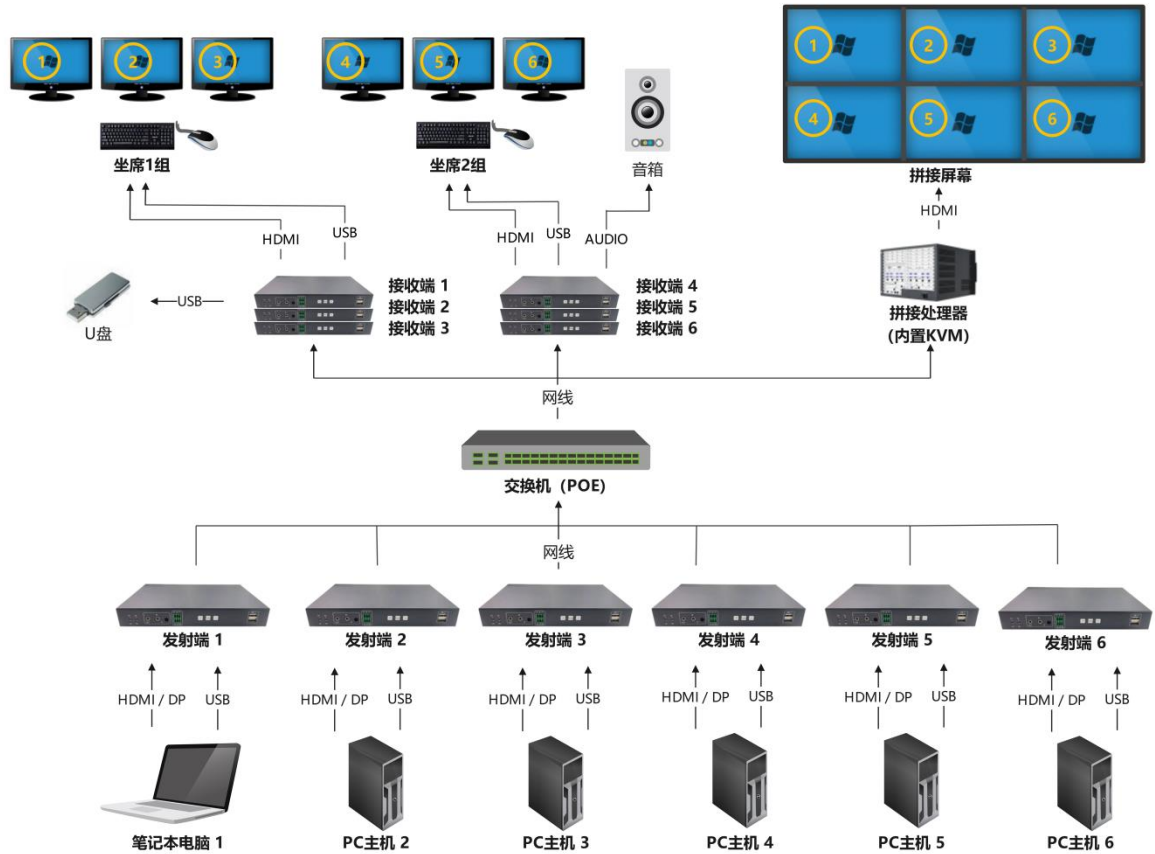 1
2
3
4
5
6
1
2
3
4
5
6
坐席1组
坐席2组
音箱
拼接屏幕
HDMI
USB
HDMI
USB
AUDIO
HDMI
U盘
USB
接收端 1
接收端 2
接收端 3
接收端 4
接收端 5
接收端 6
拼接处理器
(内置KVM)
网线
交换机（POE）
网线
发射端 1
发射端 2
发射端 3
发射端 4
发射端 5
发射端 6
HDMI / DP
USB
HDMI / DP
USB
HDMI / DP
USB
HDMI / DP
USB
HDMI / DP
USB
HDMI / DP
USB
笔记本电脑 1
PC主机 2
PC主机 3
PC主机 4
PC主机 5
PC主机 6